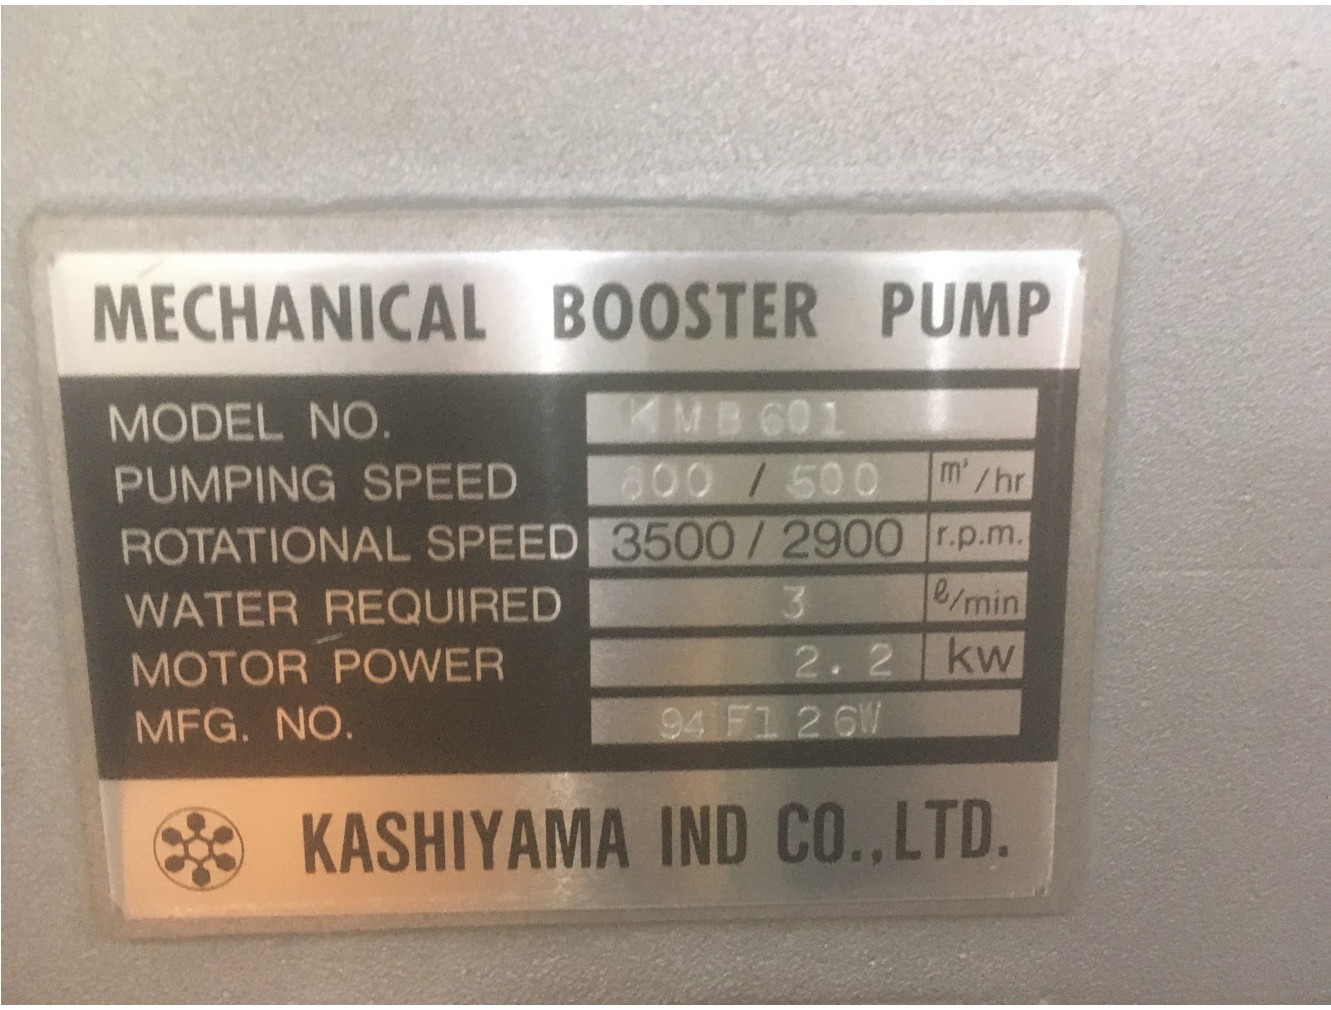 MECHANICAL BOOSTER PUMP
MODEL NO. KMB601
PUMPING SPEED 600 / 500 m³/hr
ROTATIONAL SPEED 3500 / 2900 r.p.m.
WATER REQUIRED 3 ℓ/min
MOTOR POWER 2.2 kw
MFG. NO. 94F126W
KASHIYAMA IND CO., LTD.